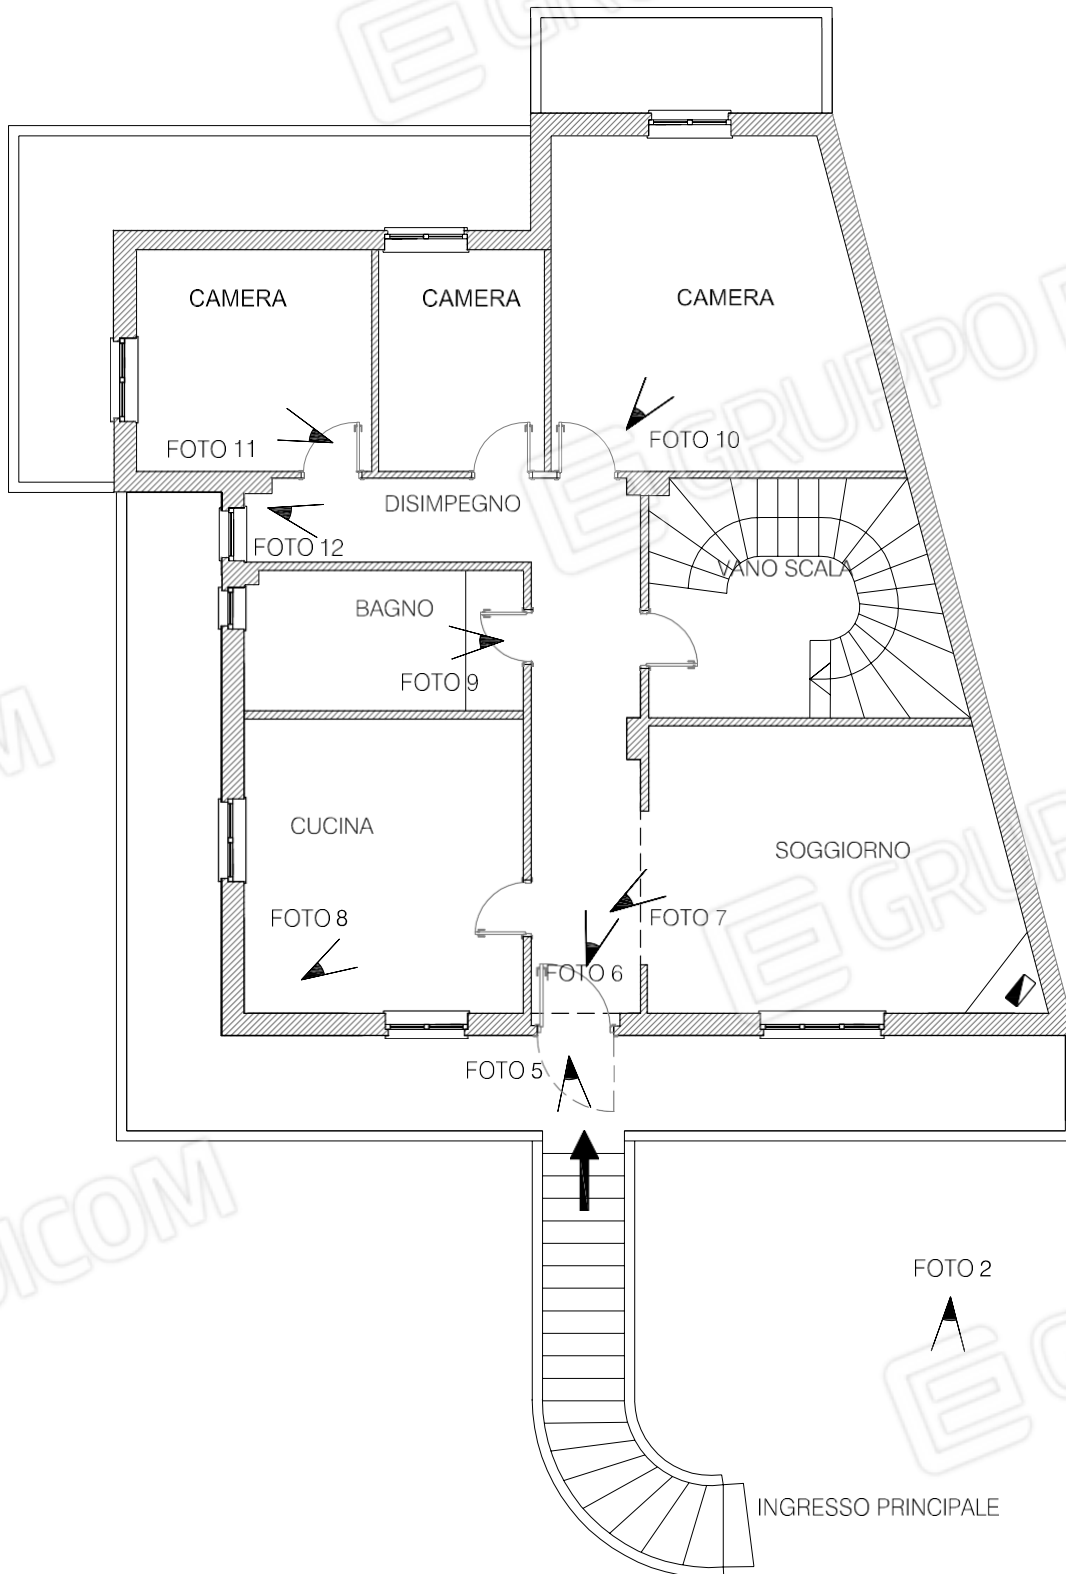 CAMERA
CAMERA
CAMERA
FOTO 11
FOTO 10
DISIMPEGNO
FOTO 12
VANO SCALA
BAGNO
FOTO 9
CUCINA
SOGGIORNO
FOTO 8
FOTO 7
FOTO 6
FOTO 5
FOTO 2
INGRESSO PRINCIPALE
GRUPPO